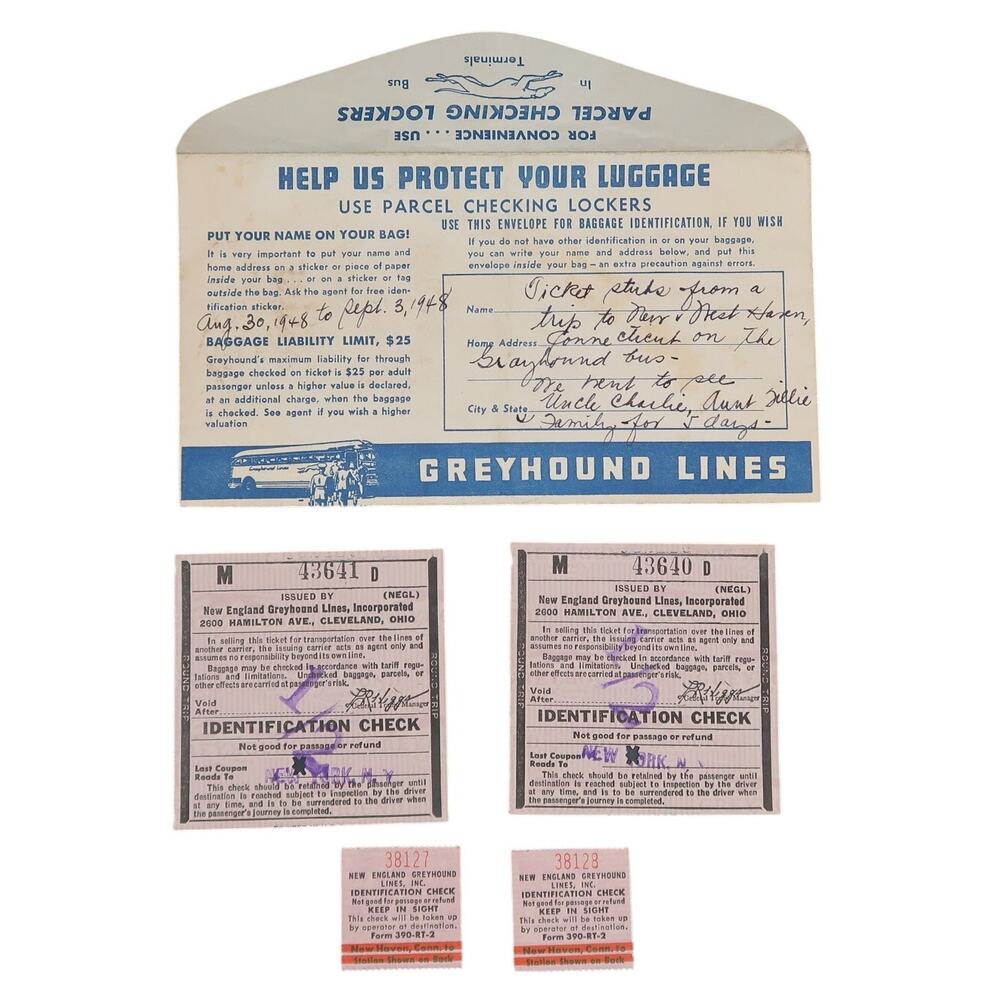 Terminals
In Bus
PARCEL CHECKING LOCKERS
FOR CONVENIENCE... USE
HELP US PROTECT YOUR LUGGAGE
USE PARCEL CHECKING LOCKERS
PUT YOUR NAME ON YOUR BAG!
It is very important to put your name and
home address on a sticker or piece of paper
inside your bag . . . or on a sticker or tag
outside the bag. Ask the agent for free iden-
tification sticker.
Aug. 30, 1948 to Sept. 3, 1948
BAGGAGE LIABILITY LIMIT, $25
Greyhound's maximum liability for through
baggage checked on ticket is $25 per adult
passenger unless a higher value is declared,
at an additional charge, when the baggage
is checked. See agent if you wish a higher
valuation
USE THIS ENVELOPE FOR BAGGAGE IDENTIFICATION, IF YOU WISH
If you do not have other identification in or on your baggage,
you can write your name and address below, and put this
envelope inside your bag — an extra precaution against errors.
Ticket stubs from a
Name trip to New & West Haven,
Home Address Connecticut on the
Grayhound bus -
We went to see
City & State Uncle Charlie, Aunt Tillie
& Family for 5 days -
Greyhound Lines
GREYHOUND LINES
M 43641 D
ISSUED BY (NEGL)
New England Greyhound Lines, Incorporated
2600 HAMILTON AVE., CLEVELAND, OHIO
In selling this ticket for transportation over the lines of
another carrier, the issuing carrier acts as agent only and
assumes no responsibility beyond its own line.
Baggage may be checked in accordance with tariff regu-
lations and limitations. Unchecked baggage, parcels, or
other effects are carried at passenger's risk.
Void
After
General Manager
IDENTIFICATION CHECK
Not good for passage or refund
Last Coupon
Reads To
NEW YORK, N. Y.
This check should be retained by the passenger until
destination is reached subject to inspection by the driver
at any time, and is to be surrendered to the driver when
the passenger's journey is completed.
ROUND TRIP
ROUND TRIP
1/2
M 43640 D
ISSUED BY (NEGL)
New England Greyhound Lines, Incorporated
2600 HAMILTON AVE., CLEVELAND, OHIO
In selling this ticket for transportation over the lines of
another carrier, the issuing carrier acts as agent only and
assumes no responsibility beyond its own line.
Baggage may be checked in accordance with tariff regu-
lations and limitations. Unchecked baggage, parcels, or
other effects are carried at passenger's risk.
Void
After
General Manager
IDENTIFICATION CHECK
Not good for passage or refund
Last Coupon
Reads To
NEW YORK, N.
This check should be retained by the passenger until
destination is reached subject to inspection by the driver
at any time, and is to be surrendered to the driver when
the passenger's journey is completed.
ROUND TRIP
ROUND TRIP
1/2
38127
NEW ENGLAND GREYHOUND
LINES, INC.
IDENTIFICATION CHECK
Not good for passage or refund
KEEP IN SIGHT
This check will be taken up
by operator at destination.
Form 390-RT-2
New Haven, Conn. to
Station Shown on Back
38128
NEW ENGLAND GREYHOUND
LINES, INC.
IDENTIFICATION CHECK
Not good for passage or refund
KEEP IN SIGHT
This check will be taken up
by operator at destination.
Form 390-RT-2
New Haven, Conn. to
Station Shown on Back